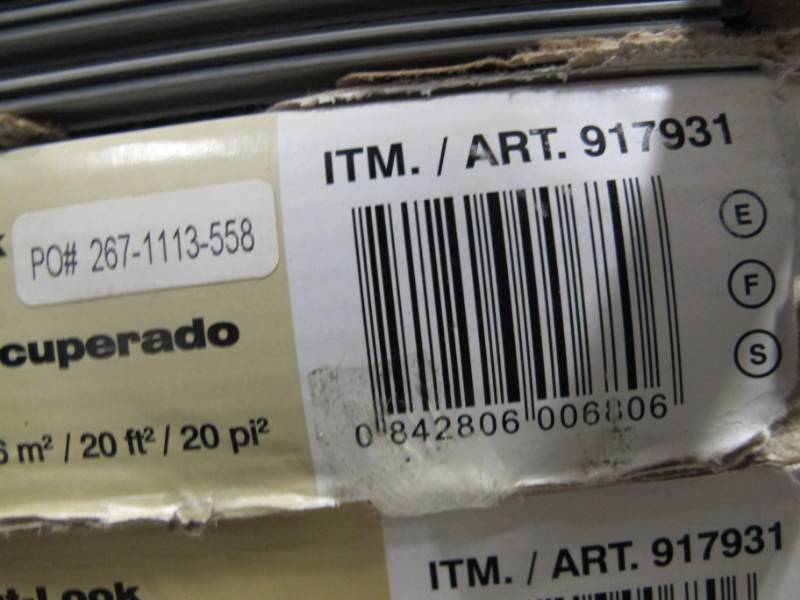 ITM. / ART. 917931
PO# 267-1113-558
E
F
S
cuperado
m² / 20 ft² / 20 pi²
0 842806 006806
ITM. / ART. 917931
Look